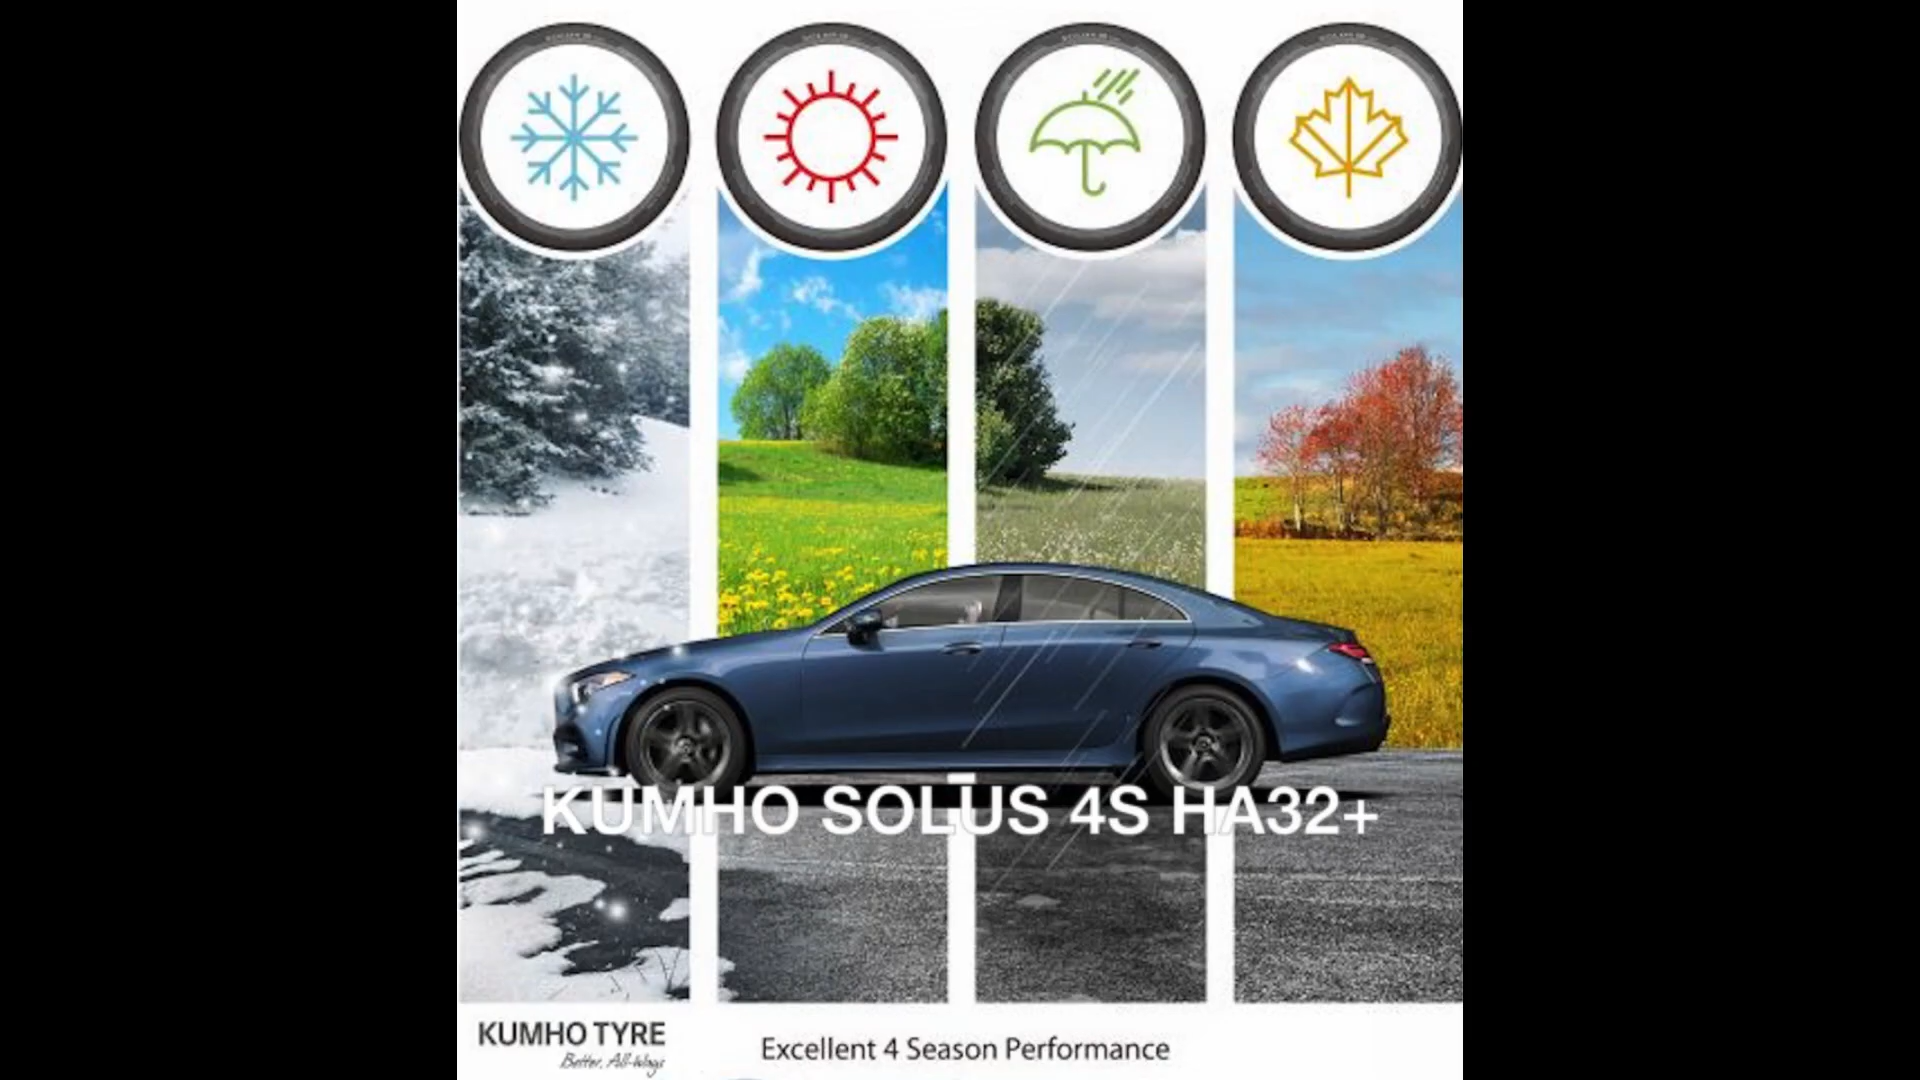 KUMHO SOLUS 4S HA32+
KUMHO TYRE
Better, All-Ways
Excellent 4 Season Performance